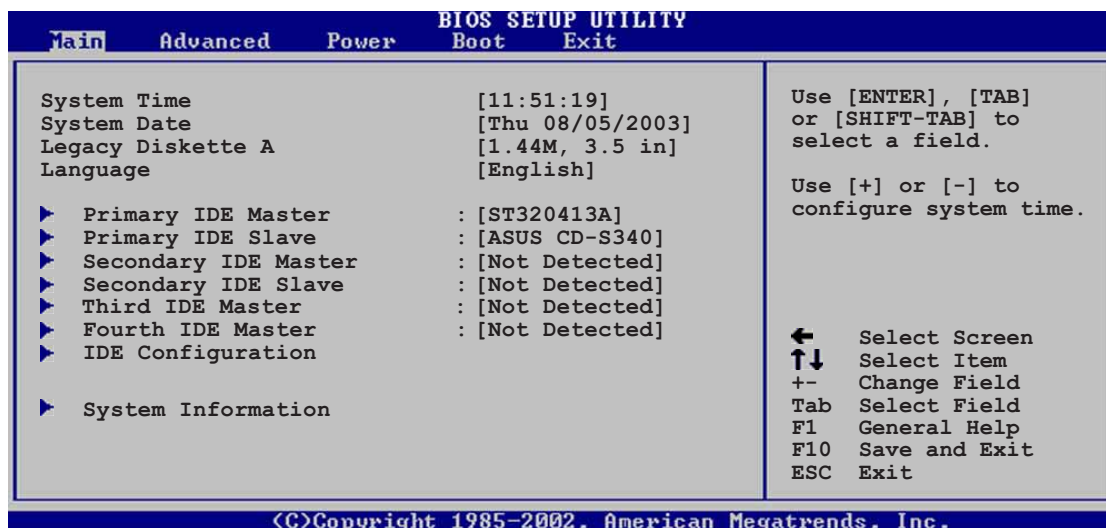 BIOS SETUP UTILITY
Main Advanced Power Boot Exit
System Time [11:51:19]
System Date [Thu 08/05/2003]
Legacy Diskette A [1.44M, 3.5 in]
Language [English]
Primary IDE Master : [ST320413A]
Primary IDE Slave : [ASUS CD-S340]
Secondary IDE Master : [Not Detected]
Secondary IDE Slave : [Not Detected]
Third IDE Master : [Not Detected]
Fourth IDE Master : [Not Detected]
IDE Configuration
System Information
Use [ENTER], [TAB]
or [SHIFT-TAB] to
select a field.
Use [+] or [-] to
configure system time.
← Select Screen
↑↓ Select Item
+- Change Field
Tab Select Field
F1 General Help
F10 Save and Exit
ESC Exit
(C)Copyright 1985-2002, American Megatrends, Inc.